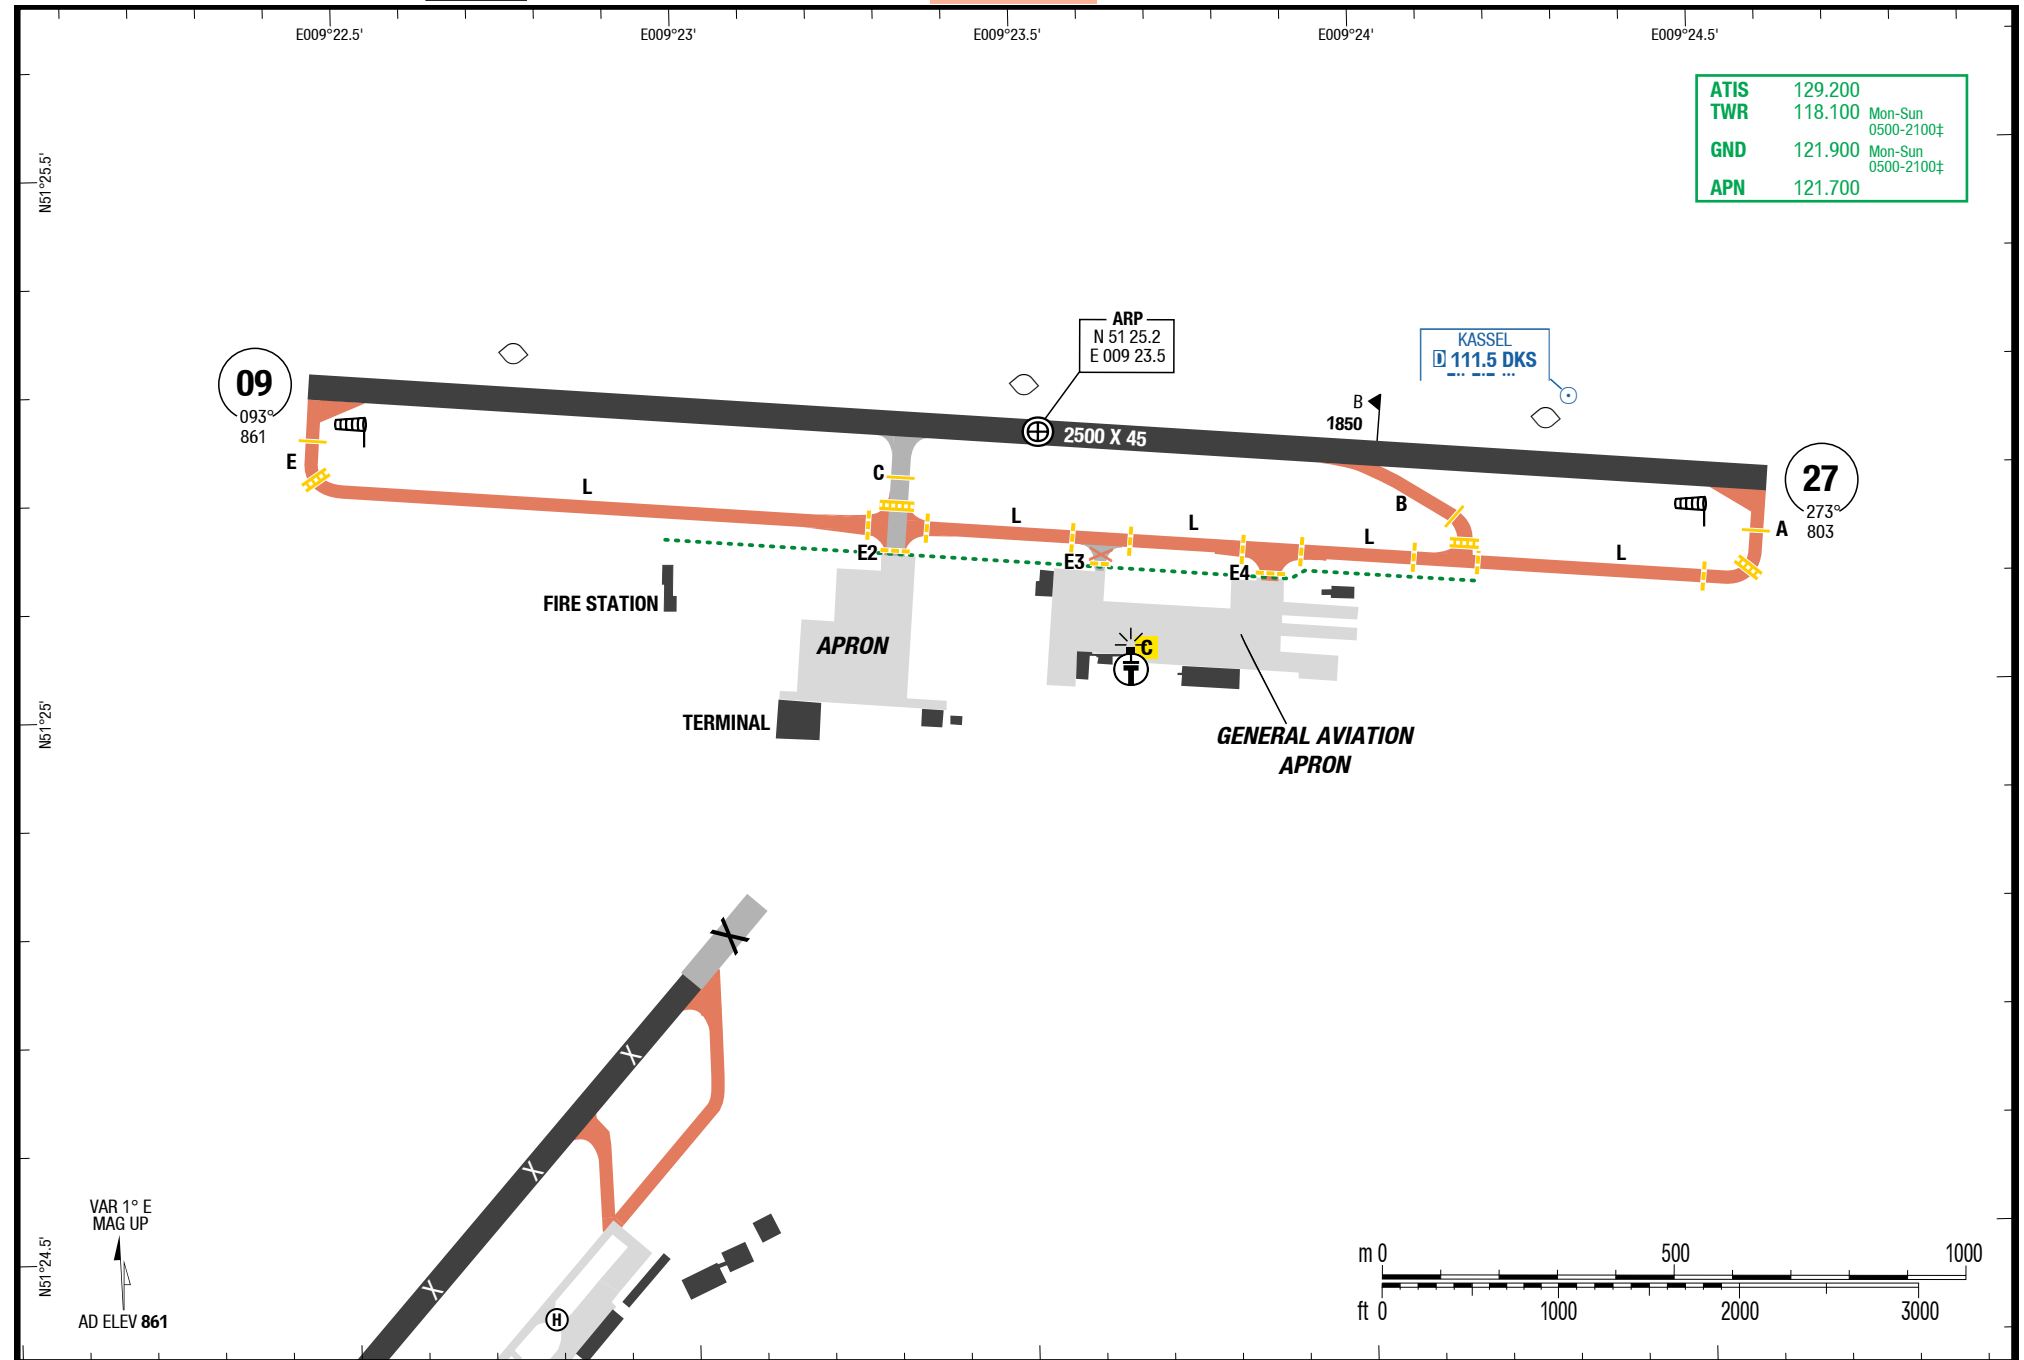 E009°22.5'
E009°23'
E009°23.5'
E009°24'
E009°24.5'
ATIS 129.200
TWR 118.100 Mon-Sun
0500-2100‡
GND 121.900 Mon-Sun
0500-2100‡
APN 121.700
N51°25.5'
ARP
N 51 25.2
E 009 23.5
KASSEL
D 111.5 DKS
09
093°
861
B
1850
2500 X 45
27
273°
803
E
L
C
L
L
B
L
L
A
E2
E3
E4
FIRE STATION
APRON
C
TERMINAL
GENERAL AVIATION
APRON
N51°25'
X
X
X
X
VAR 1° E
MAG UP
AD ELEV 861
N51°24.5'
H
m 0 500 1000
ft 0 1000 2000 3000